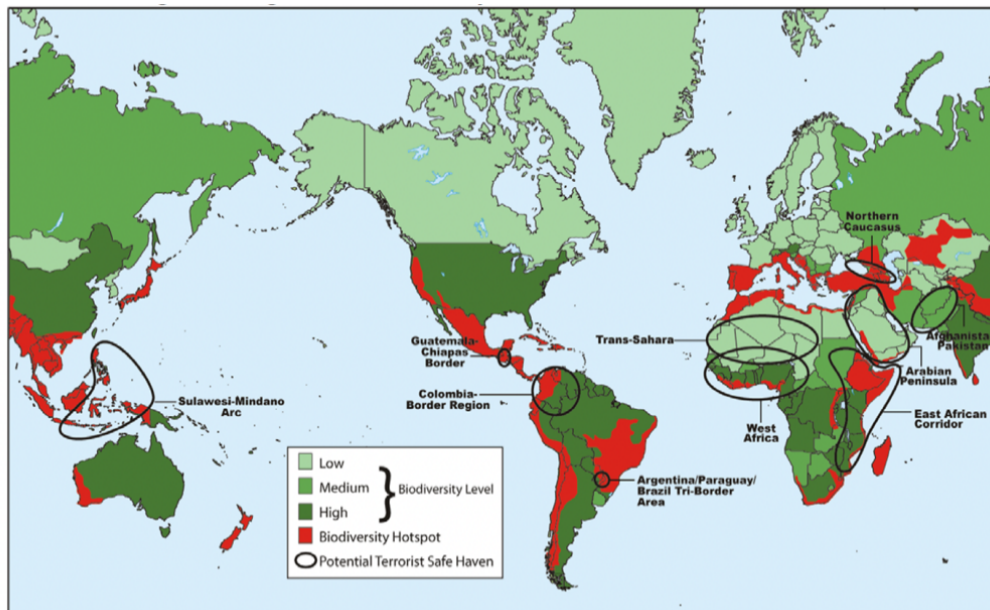 Northern
Caucasus
Trans-Sahara
Afghanistan
Pakistan
Guatemala-
Chiapas
Border
Arabian
Peninsula
Sulawesi-Mindano
Arc
Colombia-
Border Region
West
Africa
East African
Corridor
Argentina/Paraguay/
Brazil Tri-Border
Area
Low
Medium
High
Biodiversity Level
Biodiversity Hotspot
Potential Terrorist Safe Haven